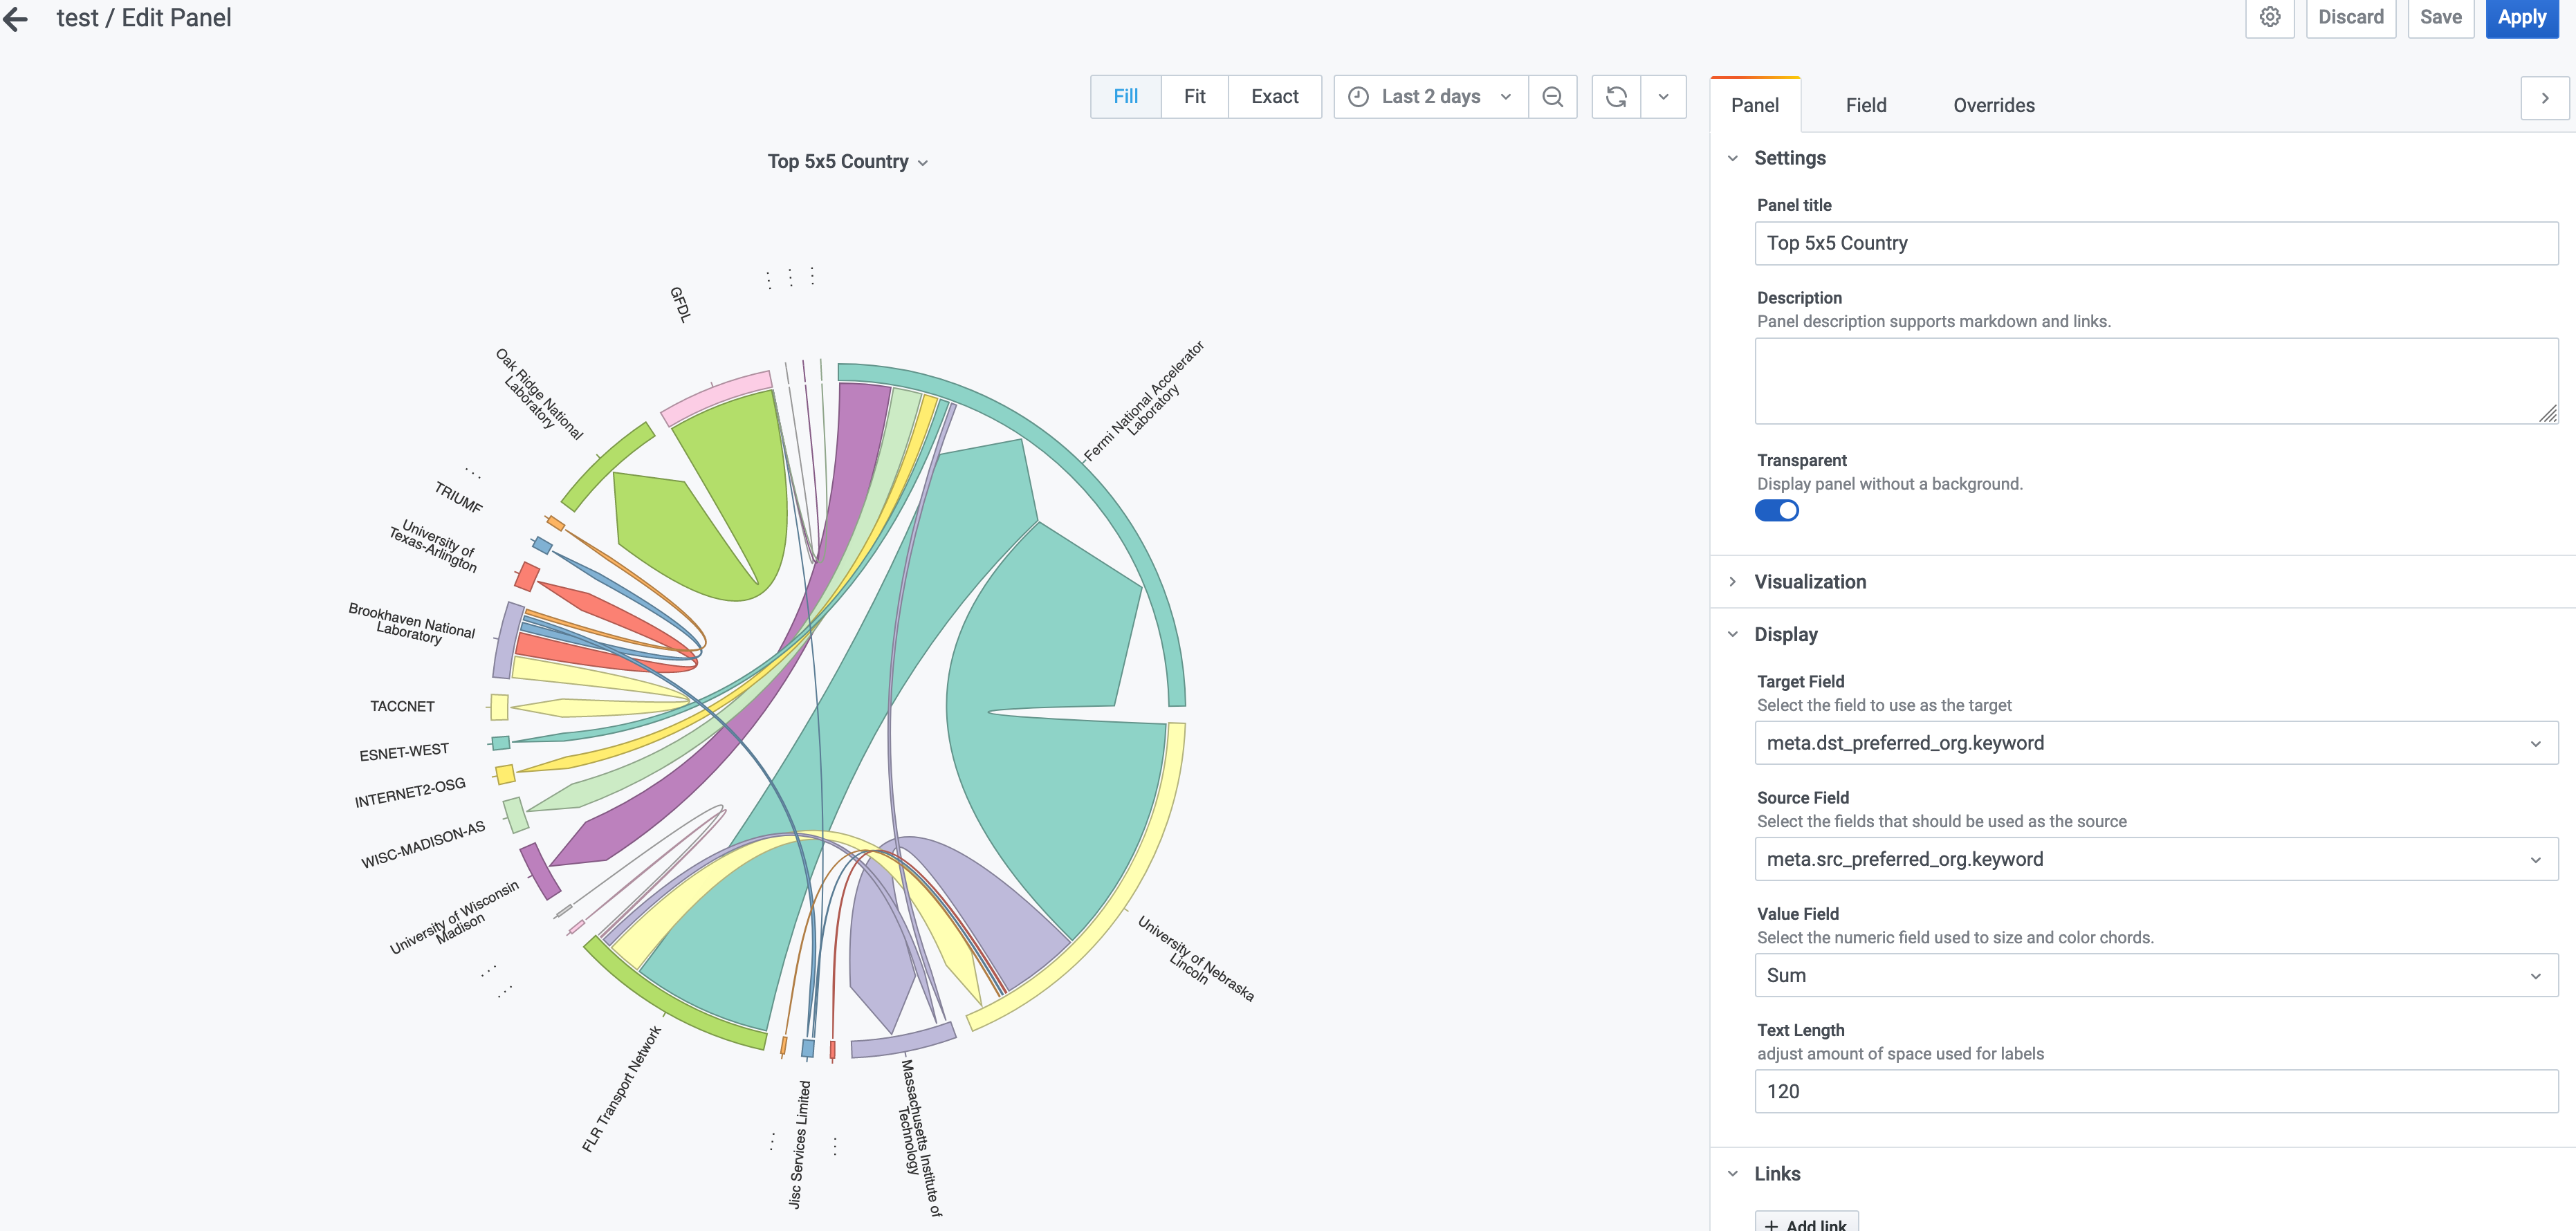 test / Edit Panel
Discard
Save
Apply
Fill
Fit
Exact
Last 2 days
Panel
Field
Overrides
Top 5x5 Country
Settings
Panel title
Top 5x5 Country
Description
Panel description supports markdown and links.
Transparent
Display panel without a background.
Visualization
Display
Target Field
Select the field to use as the target
meta.dst_preferred_org.keyword
Source Field
Select the fields that should be used as the source
meta.src_preferred_org.keyword
Value Field
Select the numeric field used to size and color chords.
Sum
Text Length
adjust amount of space used for labels
120
Links
+ Add link
...
...
...
GFDL
Fermi National Accelerator
Laboratory
Oak Ridge National
Laboratory
...
TRIUMF
University of
Texas-Arlington
Brookhaven National
Laboratory
TACCNET
ESNET-WEST
INTERNET2-OSG
WISC-MADISON-AS
University of Wisconsin
Madison
...
...
FLR Transport Network
...
Jisc Services Limited
...
Massachusetts Institute of
Technology
University of Nebraska
Lincoln